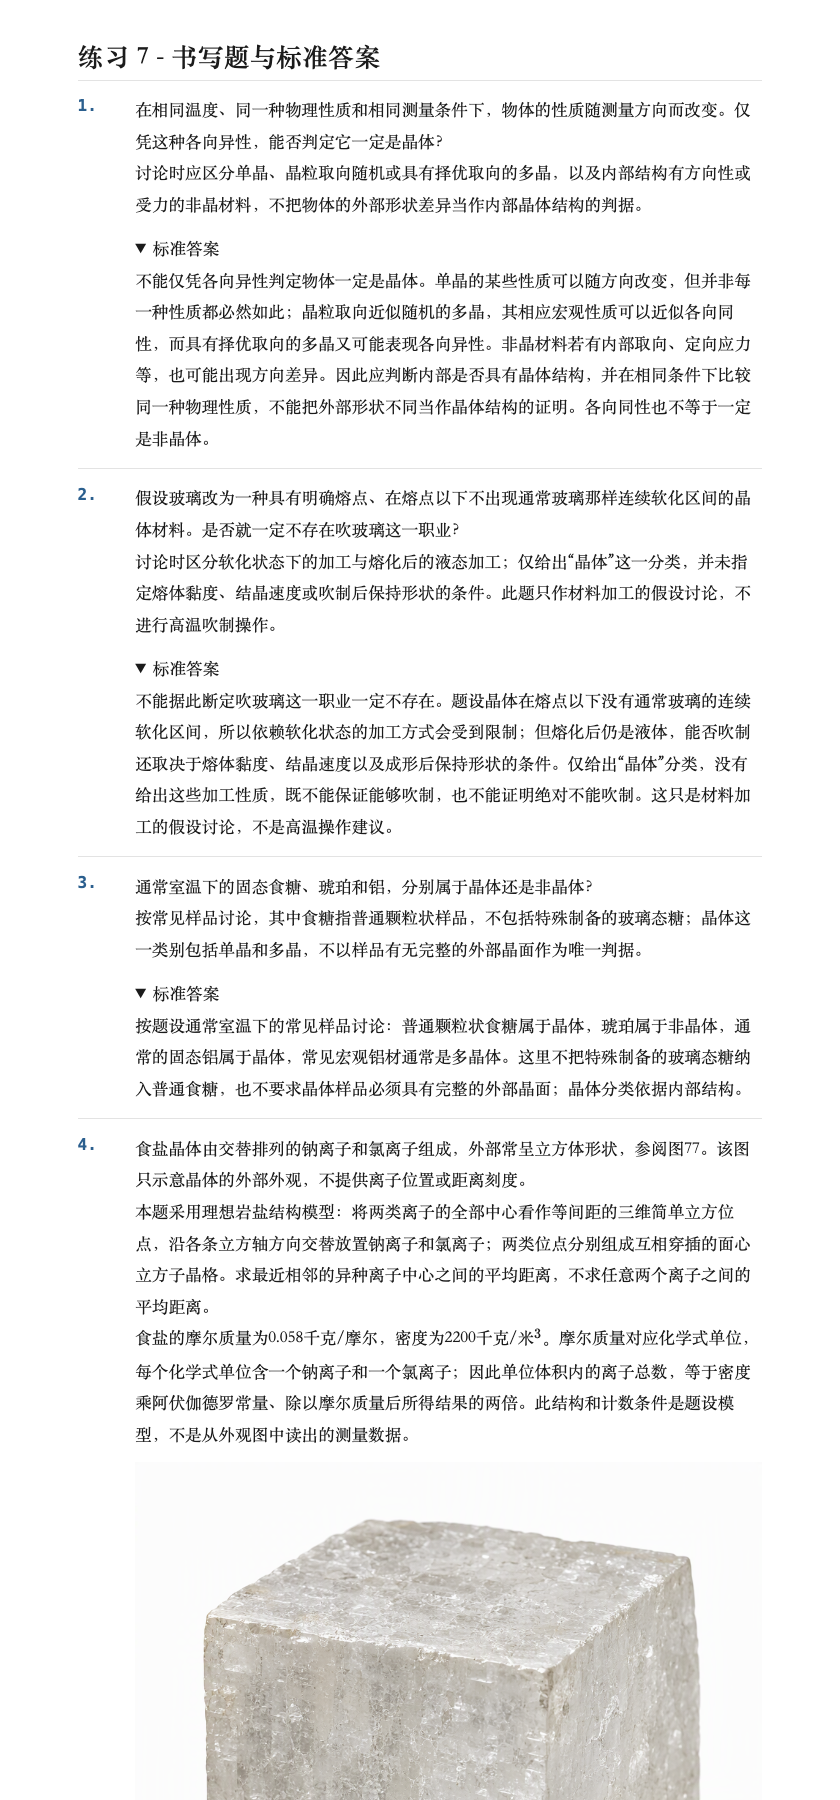 练习 7 - 书写题与标准答案
1.
在相同温度、同一种物理性质和相同测量条件下，物体的性质随测量方向而改变。仅
凭这种各向异性，能否判定它一定是晶体？
讨论时应区分单晶、晶粒取向随机或具有择优取向的多晶，以及内部结构有方向性或
受力的非晶材料，不把物体的外部形状差异当作内部晶体结构的判据。
▼ 标准答案
不能仅凭各向异性判定物体一定是晶体。单晶的某些性质可以随方向改变，但并非每
一种性质都必然如此；晶粒取向近似随机的多晶，其相应宏观性质可以近似各向同
性，而具有择优取向的多晶又可能表现各向异性。非晶材料若有内部取向、定向应力
等，也可能出现方向差异。因此应判断内部是否具有晶体结构，并在相同条件下比较
同一种物理性质，不能把外部形状不同当作晶体结构的证明。各向同性也不等于一定
是非晶体。
2.
假设玻璃改为一种具有明确熔点、在熔点以下不出现通常玻璃那样连续软化区间的晶
体材料。是否就一定不存在吹玻璃这一职业？
讨论时区分软化状态下的加工与熔化后的液态加工；仅给出“晶体”这一分类，并未指
定熔体黏度、结晶速度或吹制后保持形状的条件。此题只作材料加工的假设讨论，不
进行高温吹制操作。
▼ 标准答案
不能据此断定吹玻璃这一职业一定不存在。题设晶体在熔点以下没有通常玻璃的连续
软化区间，所以依赖软化状态的加工方式会受到限制；但熔化后仍是液体，能否吹制
还取决于熔体黏度、结晶速度以及成形后保持形状的条件。仅给出“晶体”分类，没有
给出这些加工性质，既不能保证能够吹制，也不能证明绝对不能吹制。这只是材料加
工的假设讨论，不是高温操作建议。
3.
通常室温下的固态食糖、琥珀和铝，分别属于晶体还是非晶体？
按常见样品讨论，其中食糖指普通颗粒状样品，不包括特殊制备的玻璃态糖；晶体这
一类别包括单晶和多晶，不以样品有无完整的外部晶面作为唯一判据。
▼ 标准答案
按题设通常室温下的常见样品讨论：普通颗粒状食糖属于晶体，琥珀属于非晶体，通
常的固态铝属于晶体，常见宏观铝材通常是多晶体。这里不把特殊制备的玻璃态糖纳
入普通食糖，也不要求晶体样品必须具有完整的外部晶面；晶体分类依据内部结构。
4.
食盐晶体由交替排列的钠离子和氯离子组成，外部常呈立方体形状，参阅图77。该图
只示意晶体的外部外观，不提供离子位置或距离刻度。
本题采用理想岩盐结构模型：将两类离子的全部中心看作等间距的三维简单立方位
点，沿各条立方轴方向交替放置钠离子和氯离子；两类位点分别组成互相穿插的面心
立方子晶格。求最近相邻的异种离子中心之间的平均距离，不求任意两个离子之间的
平均距离。
食盐的摩尔质量为0.058千克/摩尔，密度为2200千克/米³。摩尔质量对应化学式单位，
每个化学式单位含一个钠离子和一个氯离子；因此单位体积内的离子总数，等于密度
乘阿伏伽德罗常量、除以摩尔质量后所得结果的两倍。此结构和计数条件是题设模
型，不是从外观图中读出的测量数据。